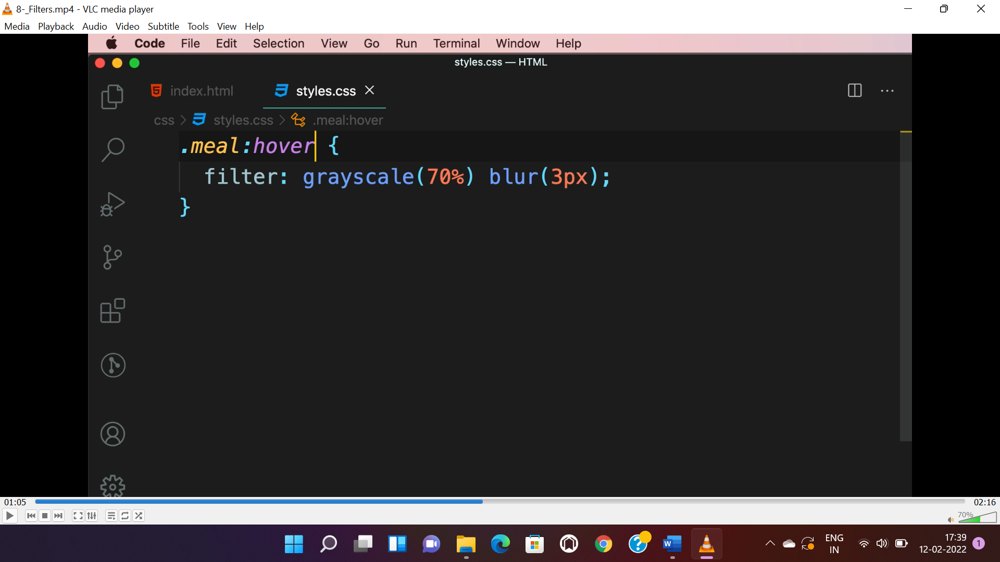 8-_Filters.mp4 - VLC media player
Media Playback Audio Video Subtitle Tools View Help
Code File Edit Selection View Go Run Terminal Window Help
styles.css — HTML
index.html styles.css
css > styles.css > .meal:hover
.meal:hover {
filter: grayscale(70%) blur(3px);
}
01:05 02:16
70%
ENG
IN
17:39
12-02-2022
1